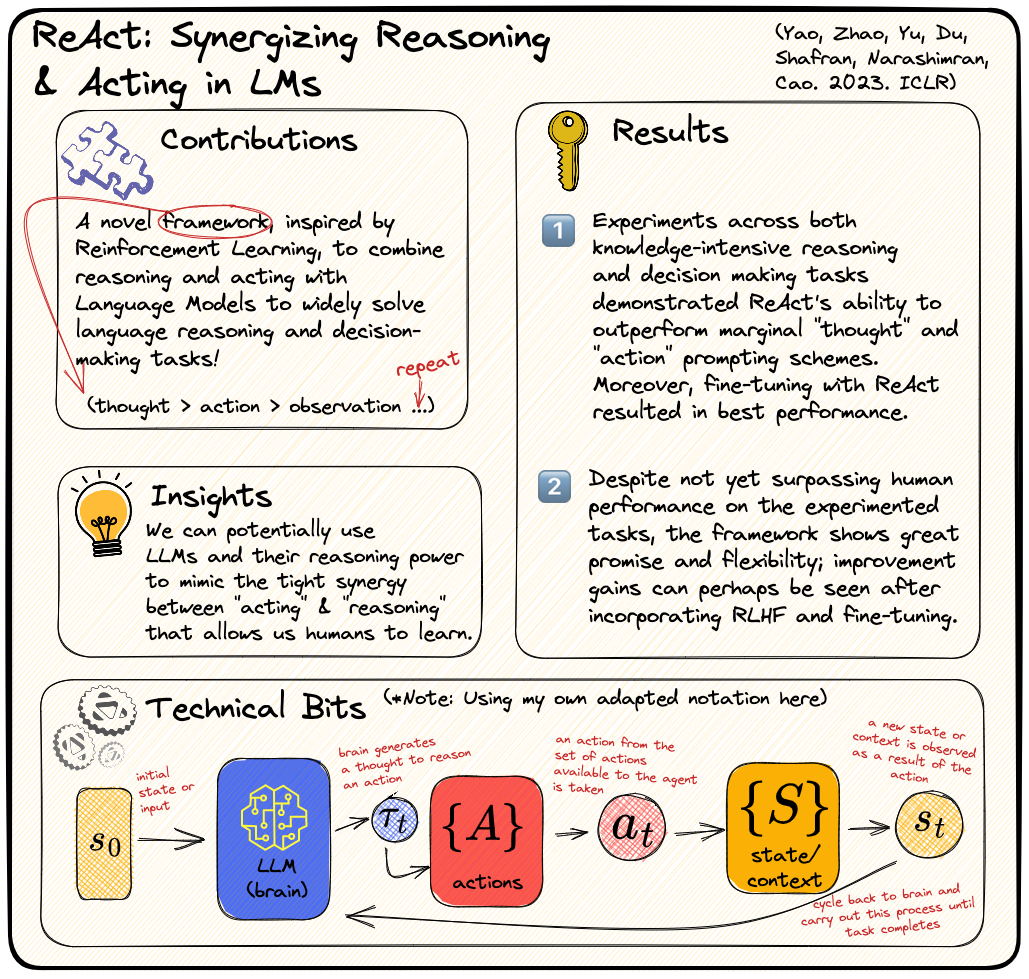 ReAct: Synergizing Reasoning
& Acting in LMs
(Yao, Zhao, Yu, Du,
Shafran, Narashimran,
Cao. 2023. ICLR)
Contributions
A novel framework, inspired by
Reinforcement Learning, to combine
reasoning and acting with
Language Models to widely solve
language reasoning and decision-
making tasks!
repeat
(thought > action > observation ...)
Insights
We can potentially use
LLMs and their reasoning power
to mimic the tight synergy
between "acting" & "reasoning"
that allows us humans to learn.
Results
1
Experiments across both
knowledge-intensive reasoning
and decision making tasks
demonstrated ReAct's ability to
outperform marginal "thought" and
"action" prompting schemes.
Moreover, fine-tuning with ReAct
resulted in best performance.
2
Despite not yet surpassing human
performance on the experimented
tasks, the framework shows great
promise and flexibility; improvement
gains can perhaps be seen after
incorporating RLHF and fine-tuning.
Technical Bits
(*Note: Using my own adapted notation here)
s₀
initial
state or
input
LLM
(brain)
brain generates
a thought to reason
an action
τₜ
{A}
actions
an action from the
set of actions
available to the agent
is taken
aₜ
{S}
state/
context
a new state or
context is observed
as a result of the
action
sₜ
cycle back to brain and
carry out this process until
task completes